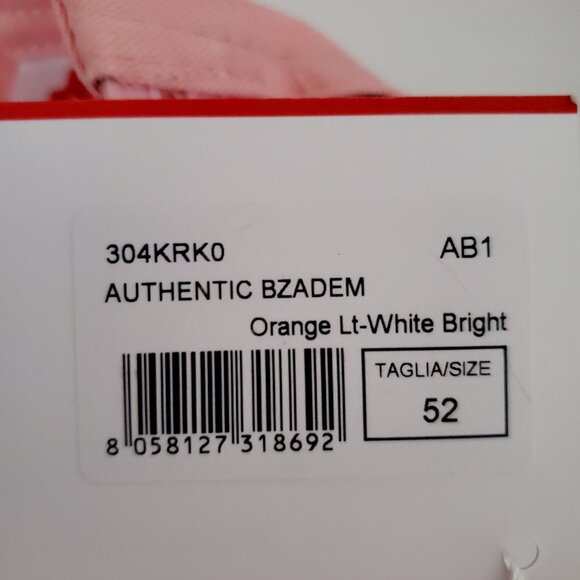 304KRK0 AB1
AUTHENTIC BZADEM
Orange Lt-White Bright
TAGLIA/SIZE
52
8 058127 318692